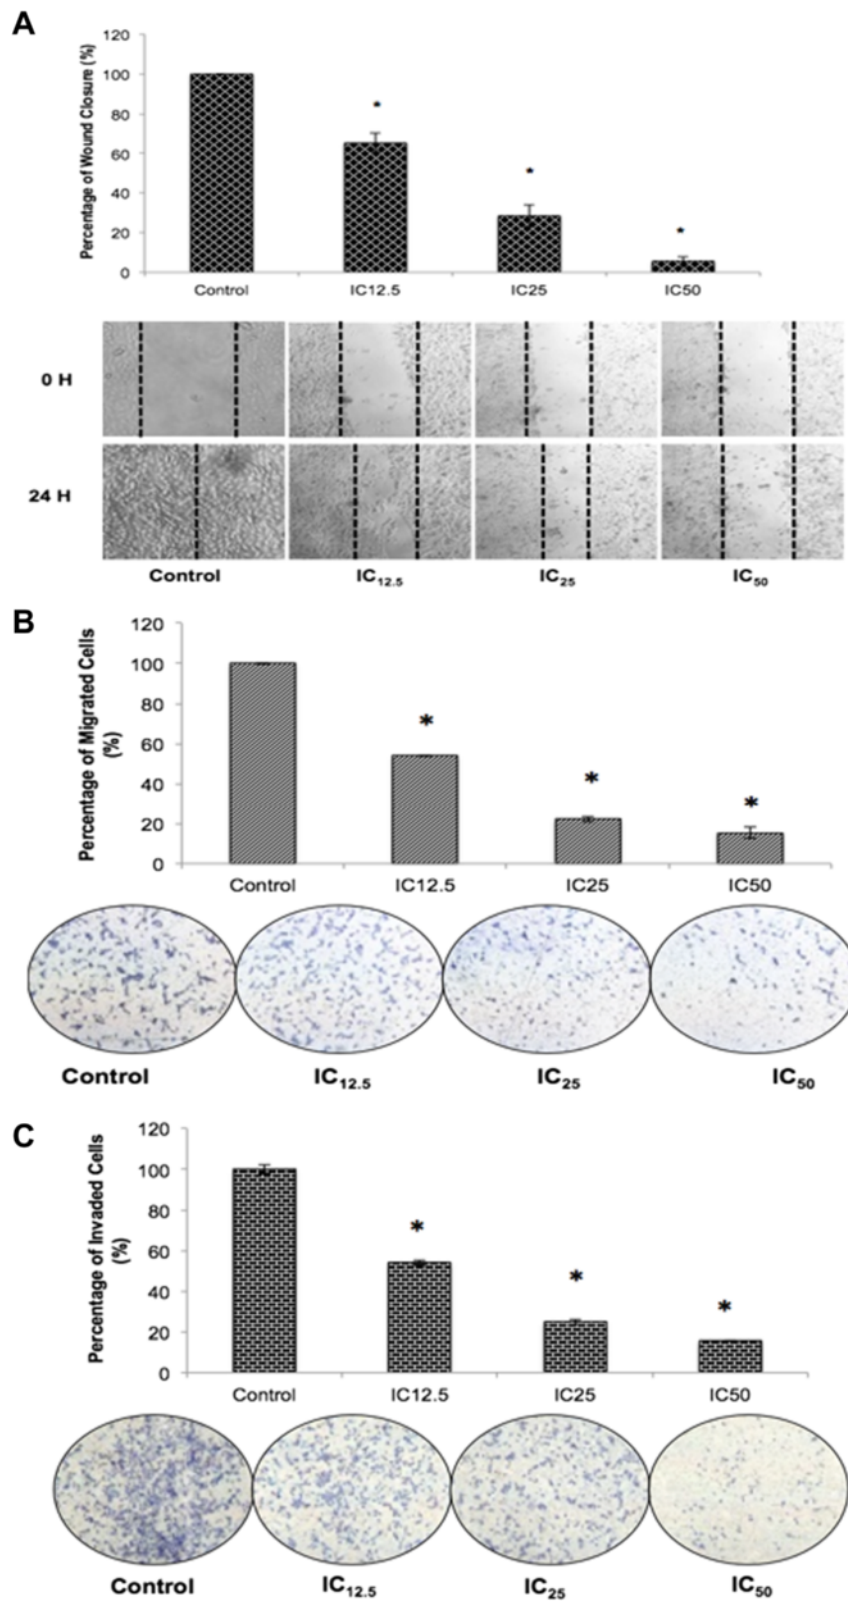 A
Percentage of Wound Closure (%)
120
100
80
60
40
20
0
*
*
*
Control IC12.5 IC25 IC50
0 H
24 H
Control IC12.5 IC25 IC50
B
Percentage of Migrated Cells
(%)
120
100
80
60
40
20
0
*
*
*
Control IC12.5 IC25 IC50
Control IC12.5 IC25 IC50
C
Percentage of Invaded Cells
(%)
120
100
80
60
40
20
0
*
*
*
Control IC12.5 IC25 IC50
Control IC12.5 IC25 IC50